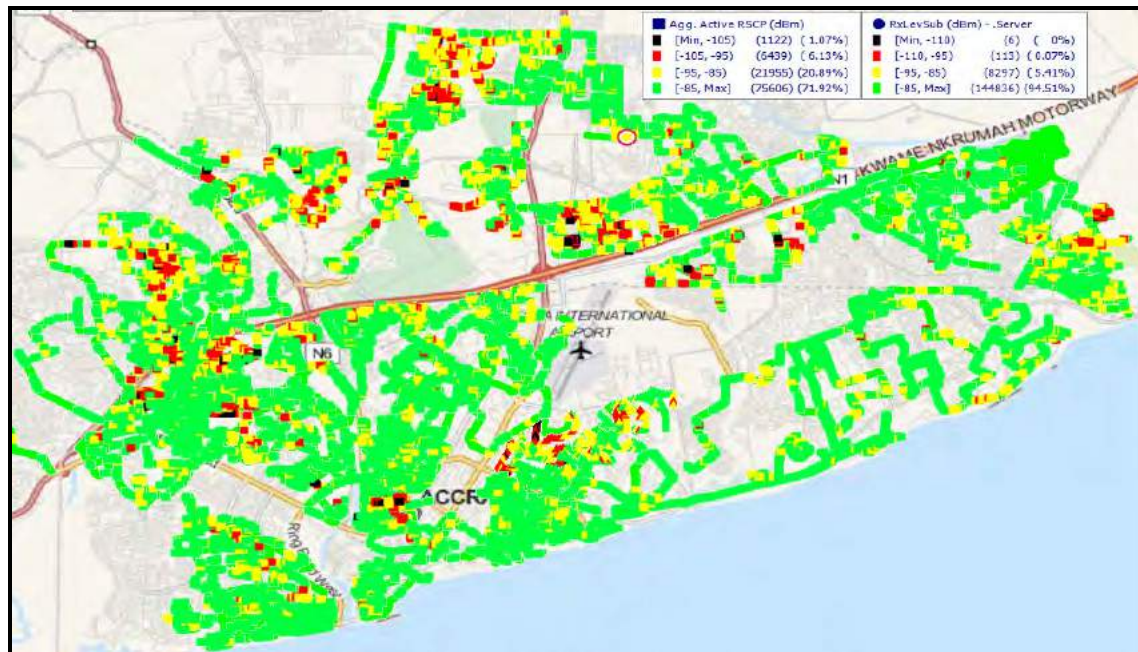 Agg. Active RSCP (dBm)
[Min, -105) (1122) ( 1.07%)
[-105, -95) (6439) ( 6.13%)
[-95, -85) (21955) (20.89%)
[-85, Max] (75606) (71.92%)
RxLevSub (dBm) - .Server
[Min, -110) (6) ( 0%)
[-110, -95) (113) ( 0.07%)
[-95, -85) (8297) ( 5.41%)
[-85, Max] (144836) (94.51%)
KWAME NKRUMAH MOTORWAY
N1
INTERNATIONAL
N6
ACCR